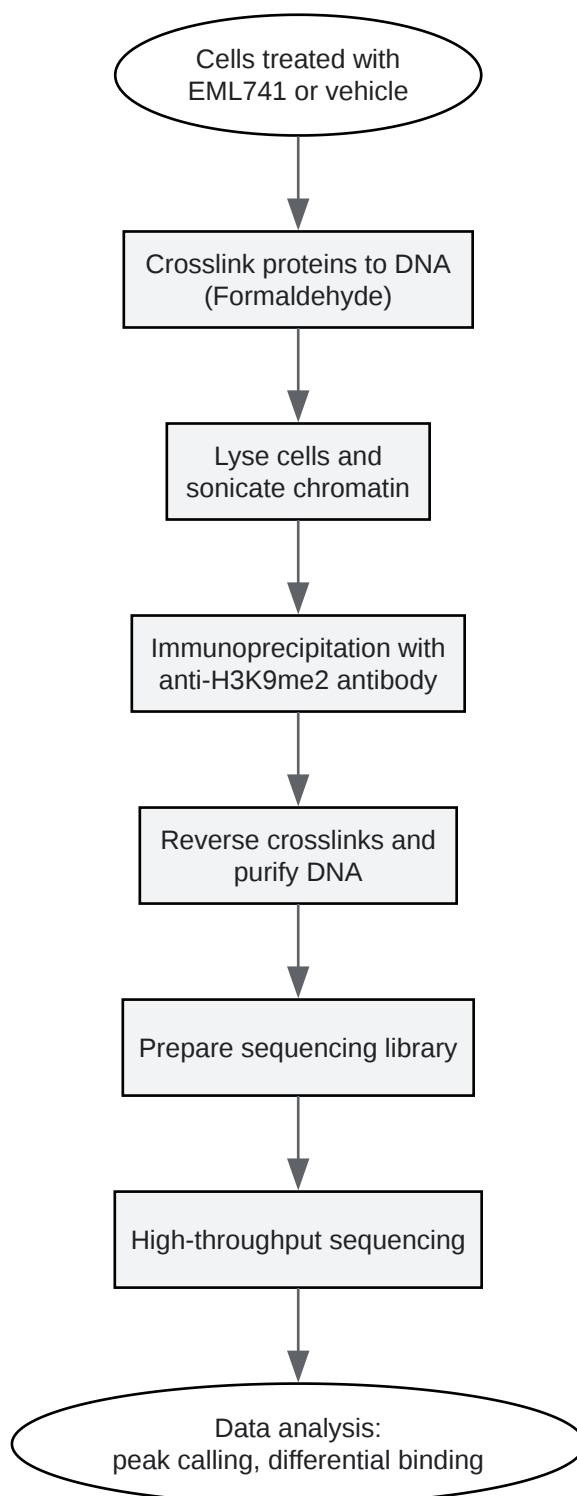 Cells treated with
EML741 or vehicle
Crosslink proteins to DNA
(Formaldehyde)
Lyse cells and
sonicate chromatin
Immunoprecipitation with
anti-H3K9me2 antibody
Reverse crosslinks and
purify DNA
Prepare sequencing library
High-throughput sequencing
Data analysis:
peak calling, differential binding